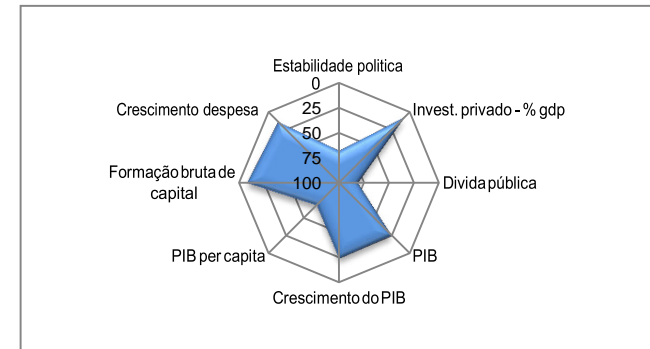 Estabilidade politica
0
Crescimento despesa
25
Invest. privado - % gdp
50
75
Formação bruta de
capital
100
Divida pública
PIB per capita
PIB
Crescimento do PIB